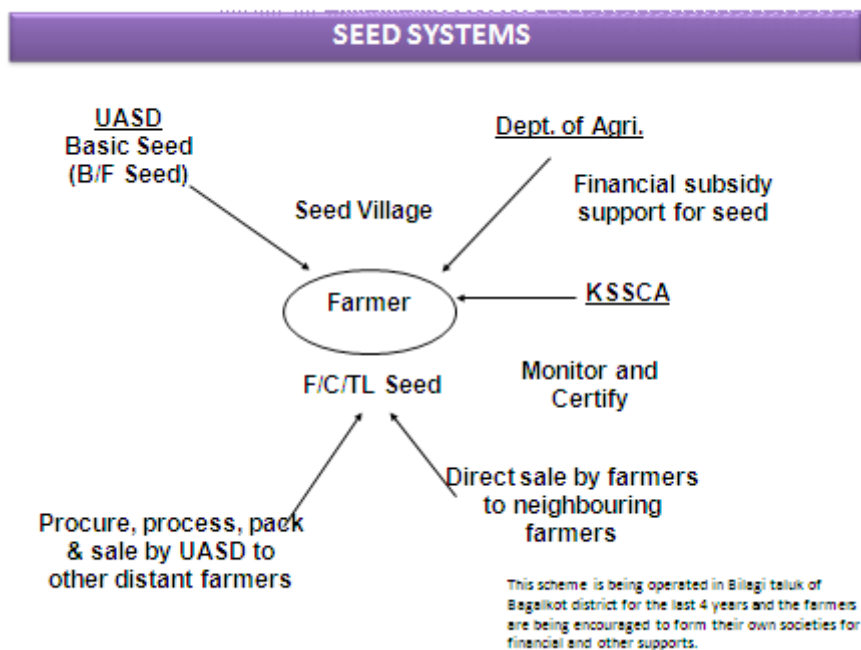 SEED SYSTEMS
UASD
Basic Seed
(B/F Seed)
Dept. of Agri.
Financial subsidy
support for seed
Seed Village
Farmer
KSSCA
F/C/TL Seed
Monitor and
Certify
Direct sale by farmers
to neighbouring
farmers
Procure, process, pack
& sale by UASD to
other distant farmers
This scheme is being operated in Bilagi taluk of
Bagalkot district for the last 4 years and the farmers
are being encouraged to form their own societies for
financial and other supports.